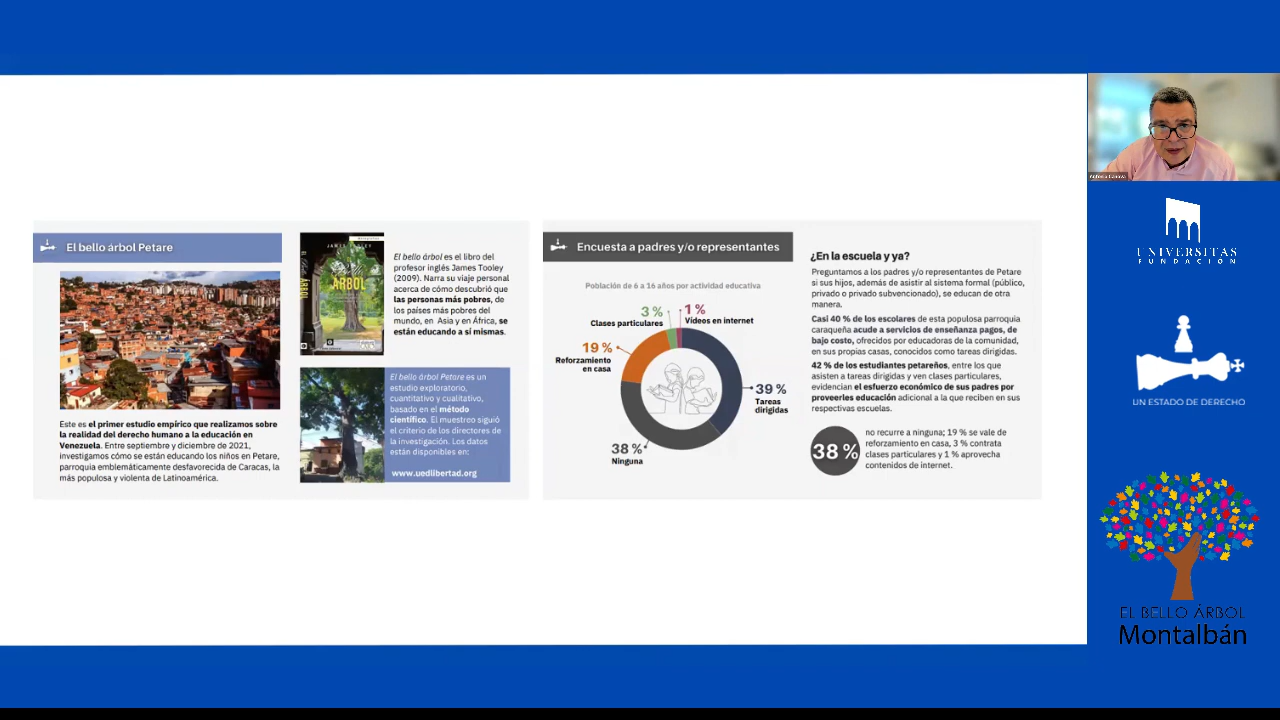 El bello árbol Petare
Este es el primer estudio empírico que realizamos sobre
la realidad del derecho humano a la educación en
Venezuela. Entre septiembre y diciembre de 2021,
investigamos cómo se están educando los niños en Petare,
parroquia emblemáticamente desfavorecida de Caracas, la
más populosa y violenta de Latinoamérica.
ÁRBOL
El bello árbol es el libro del
profesor inglés James Tooley
(2009). Narra su viaje personal
acerca de cómo descubrió que
las personas más pobres, de
los países más pobres del
mundo, en Asia y en África, se
están educando a sí mismas.
El bello árbol Petare es un
estudio exploratorio,
cuantitativo y cualitativo,
basado en el método
científico. El muestreo siguió
el criterio de los directores de
la investigación. Los datos
están disponibles en:
www.uedlibertad.org
Encuesta a padres y/o representantes
Población de 6 a 16 años por actividad educativa
3 %
Clases particulares
1 %
Vídeos en internet
19 %
Reforzamiento
en casa
39 %
Tareas
dirigidas
38 %
Ninguna
¿En la escuela y ya?
Preguntamos a los padres y/o representantes de Petare
si sus hijos, además de asistir al sistema formal (público,
privado o privado subvencionado), se educan de otra
manera.
Casi 40 % de los escolares de esta populosa parroquia
caraqueña acude a servicios de enseñanza pagos, de
bajo costo, ofrecidos por educadoras de la comunidad,
en sus propias casas, conocidos como tareas dirigidas.
42 % de los estudiantes petareños, entre los que
asisten a tareas dirigidas y ven clases particulares,
evidencian el esfuerzo económico de sus padres por
proveerles educación adicional a la que reciben en sus
respectivas escuelas.
38 %
no recurre a ninguna; 19 % se vale de
reforzamiento en casa, 3 % contrata
clases particulares y 1 % aprovecha
contenidos de internet.
UNIVERSITAS
FUNDACIÓN
UN ESTADO DE DERECHO
EL BELLO ÁRBOL
Montalbán